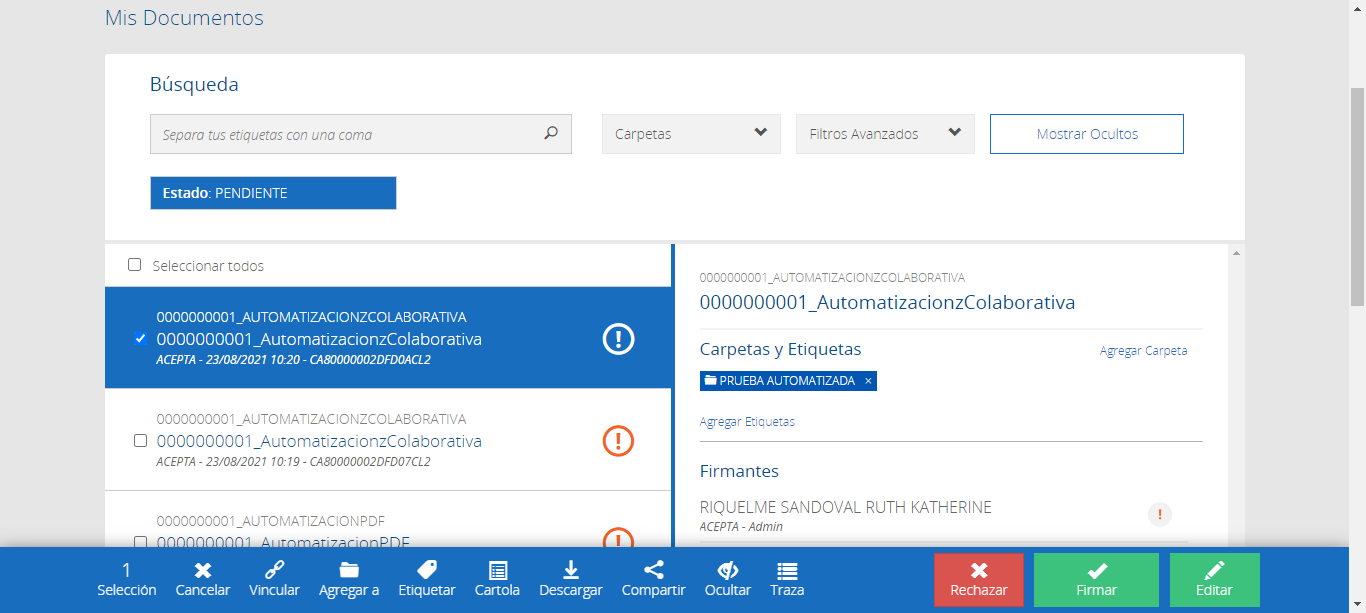 Mis Documentos
Búsqueda
Separa tus etiquetas con una coma
Carpetas
Filtros Avanzados
Mostrar Ocultos
Estado: PENDIENTE
Seleccionar todos
0000000001_AUTOMATIZACIONZCOLABORATIVA
0000000001_AutomatizacionzColaborativa
ACEPTA - 23/08/2021 10:20 - CA80000002DFD0ACL2
0000000001_AUTOMATIZACIONZCOLABORATIVA
0000000001_AutomatizacionzColaborativa
ACEPTA - 23/08/2021 10:19 - CA80000002DFD07CL2
0000000001_AUTOMATIZACIONPDF
0000000001_AutomatizacionPDF
0000000001_AUTOMATIZACIONZCOLABORATIVA
0000000001_AutomatizacionzColaborativa
Carpetas y Etiquetas
Agregar Carpeta
PRUEBA AUTOMATIZADA ×
Agregar Etiquetas
Firmantes
RIQUELME SANDOVAL RUTH KATHERINE
ACEPTA - Admin
1
Selección
Cancelar
Vincular
Agregar a
Etiquetar
Cartola
Descargar
Compartir
Ocultar
Traza
Rechazar
Firmar
Editar